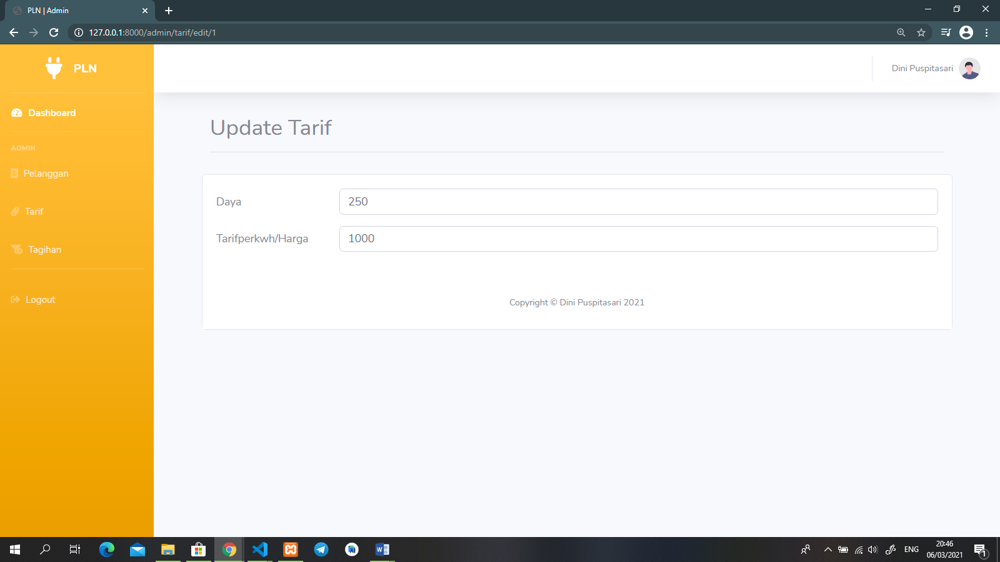 PLN | Admin
127.0.0.1:8000/admin/tarif/edit/1
PLN
Dini Puspitasari
Dashboard
ADMIN
Pelanggan
Tarif
Tagihan
Logout
Update Tarif
Daya
250
Tarifperkwh/Harga
1000
Copyright © Dini Puspitasari 2021
ENG
20:46
06/03/2021
1